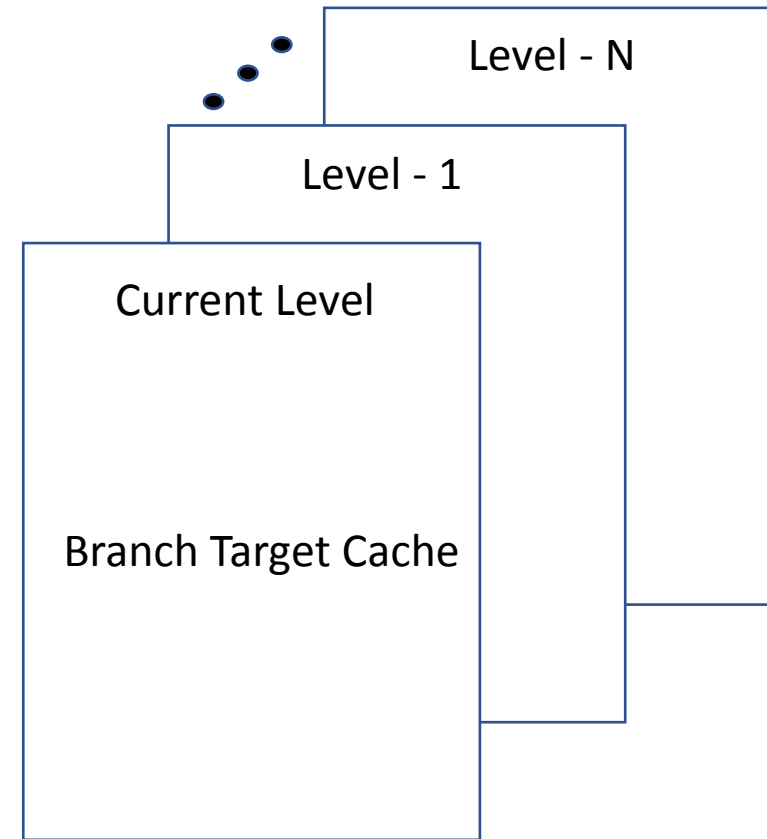 Level - N
Level - 1
Current Level
Branch Target Cache